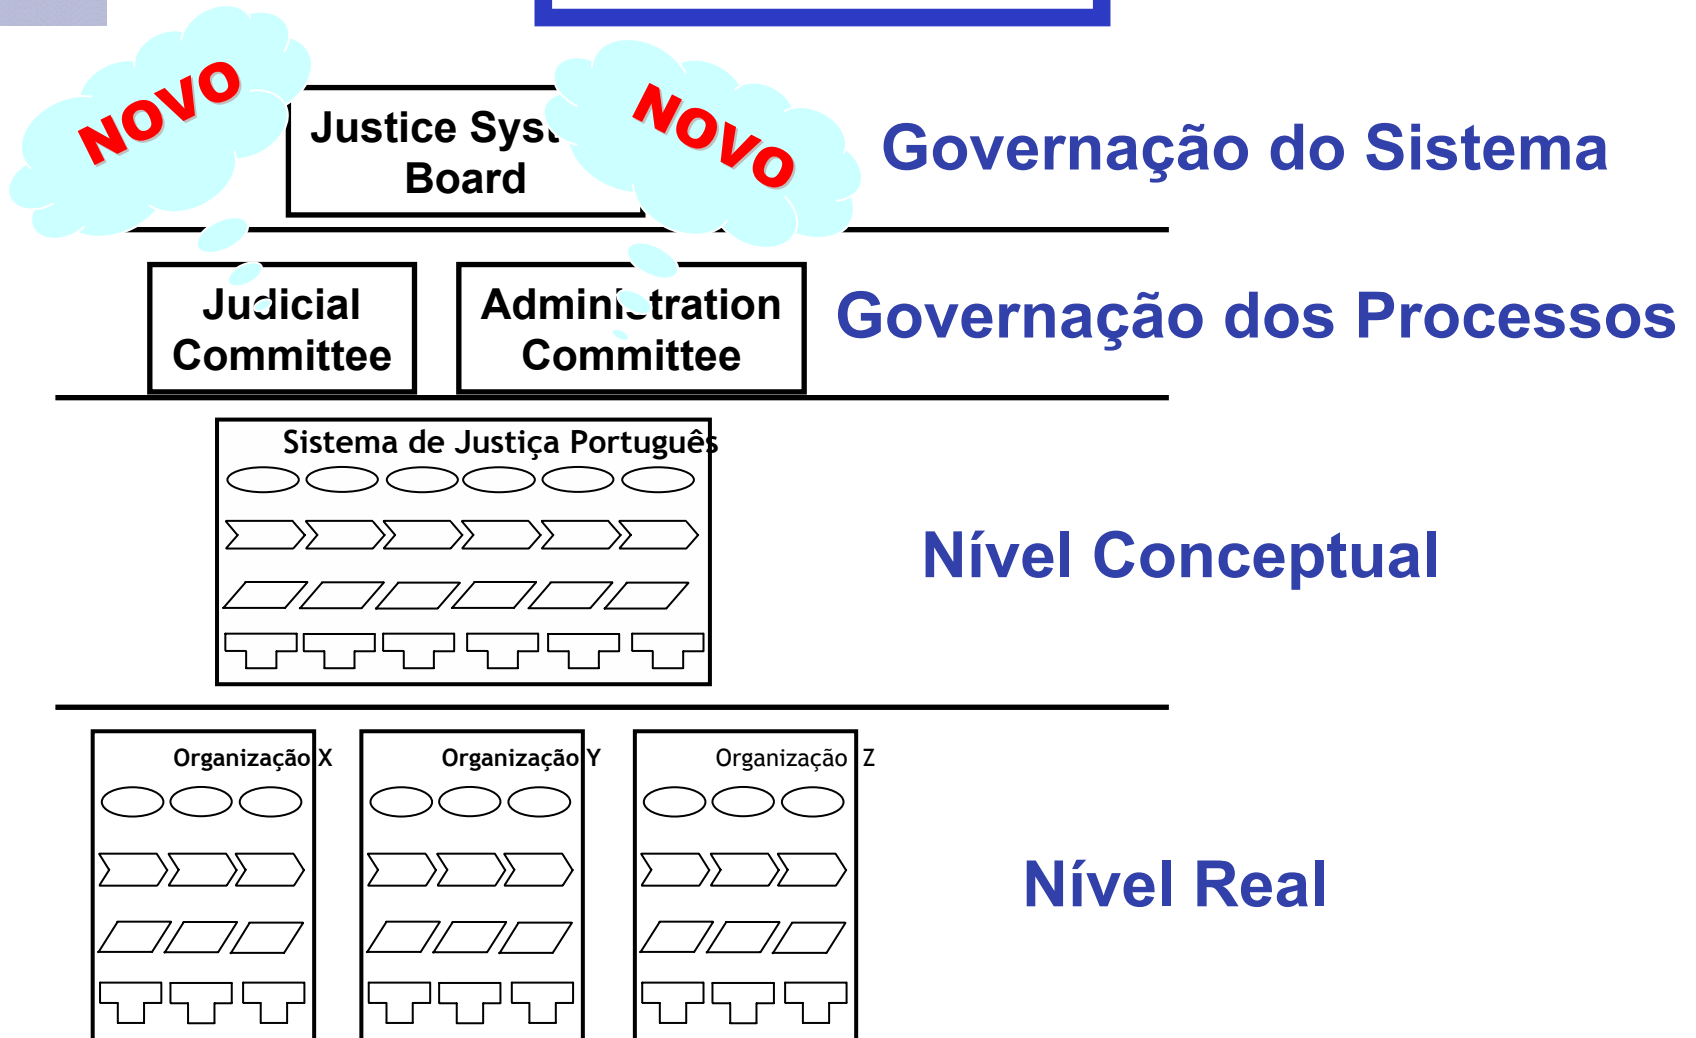 NOVO
NOVO
Justice Syst
Board
Governação do Sistema
Judicial
Committee
Administration
Committee
Governação dos Processos
Sistema de Justiça Português
Nível Conceptual
Organização X
Organização Y
Organização Z
Nível Real